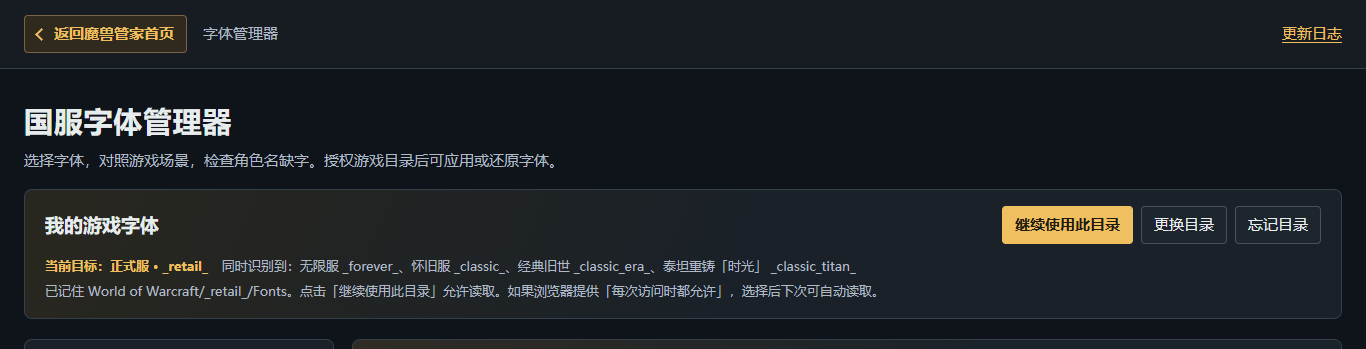 返回魔兽管家首页 字体管理器 更新日志
国服字体管理器
选择字体，对照游戏场景，检查角色名缺字。授权游戏目录后可应用或还原字体。
我的游戏字体 继续使用此目录 更换目录 忘记目录
当前目标：正式服 • _retail_ 同时识别到：无限服 _forever_、怀旧服 _classic_、经典旧世 _classic_era_、泰坦重铸「时光」 _classic_titan_
已记住 World of Warcraft/_retail_/Fonts。点击「继续使用此目录」允许读取。如果浏览器提供「每次访问时都允许」，选择后下次可自动读取。